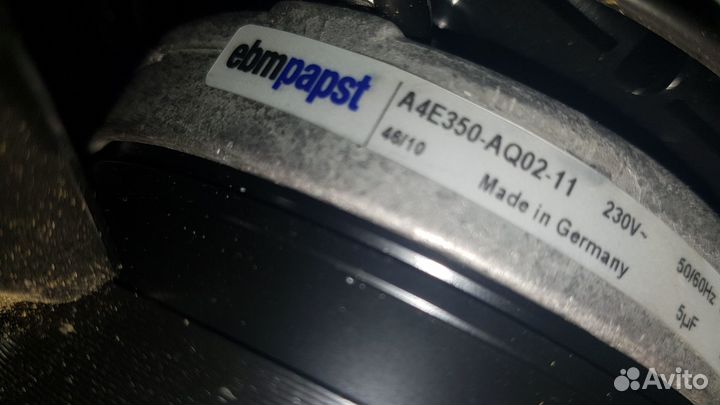 ebmpapst
A4E350-AQ02-11 230V~ 50/60Hz
46/10 Made in Germany 5µF
Avito